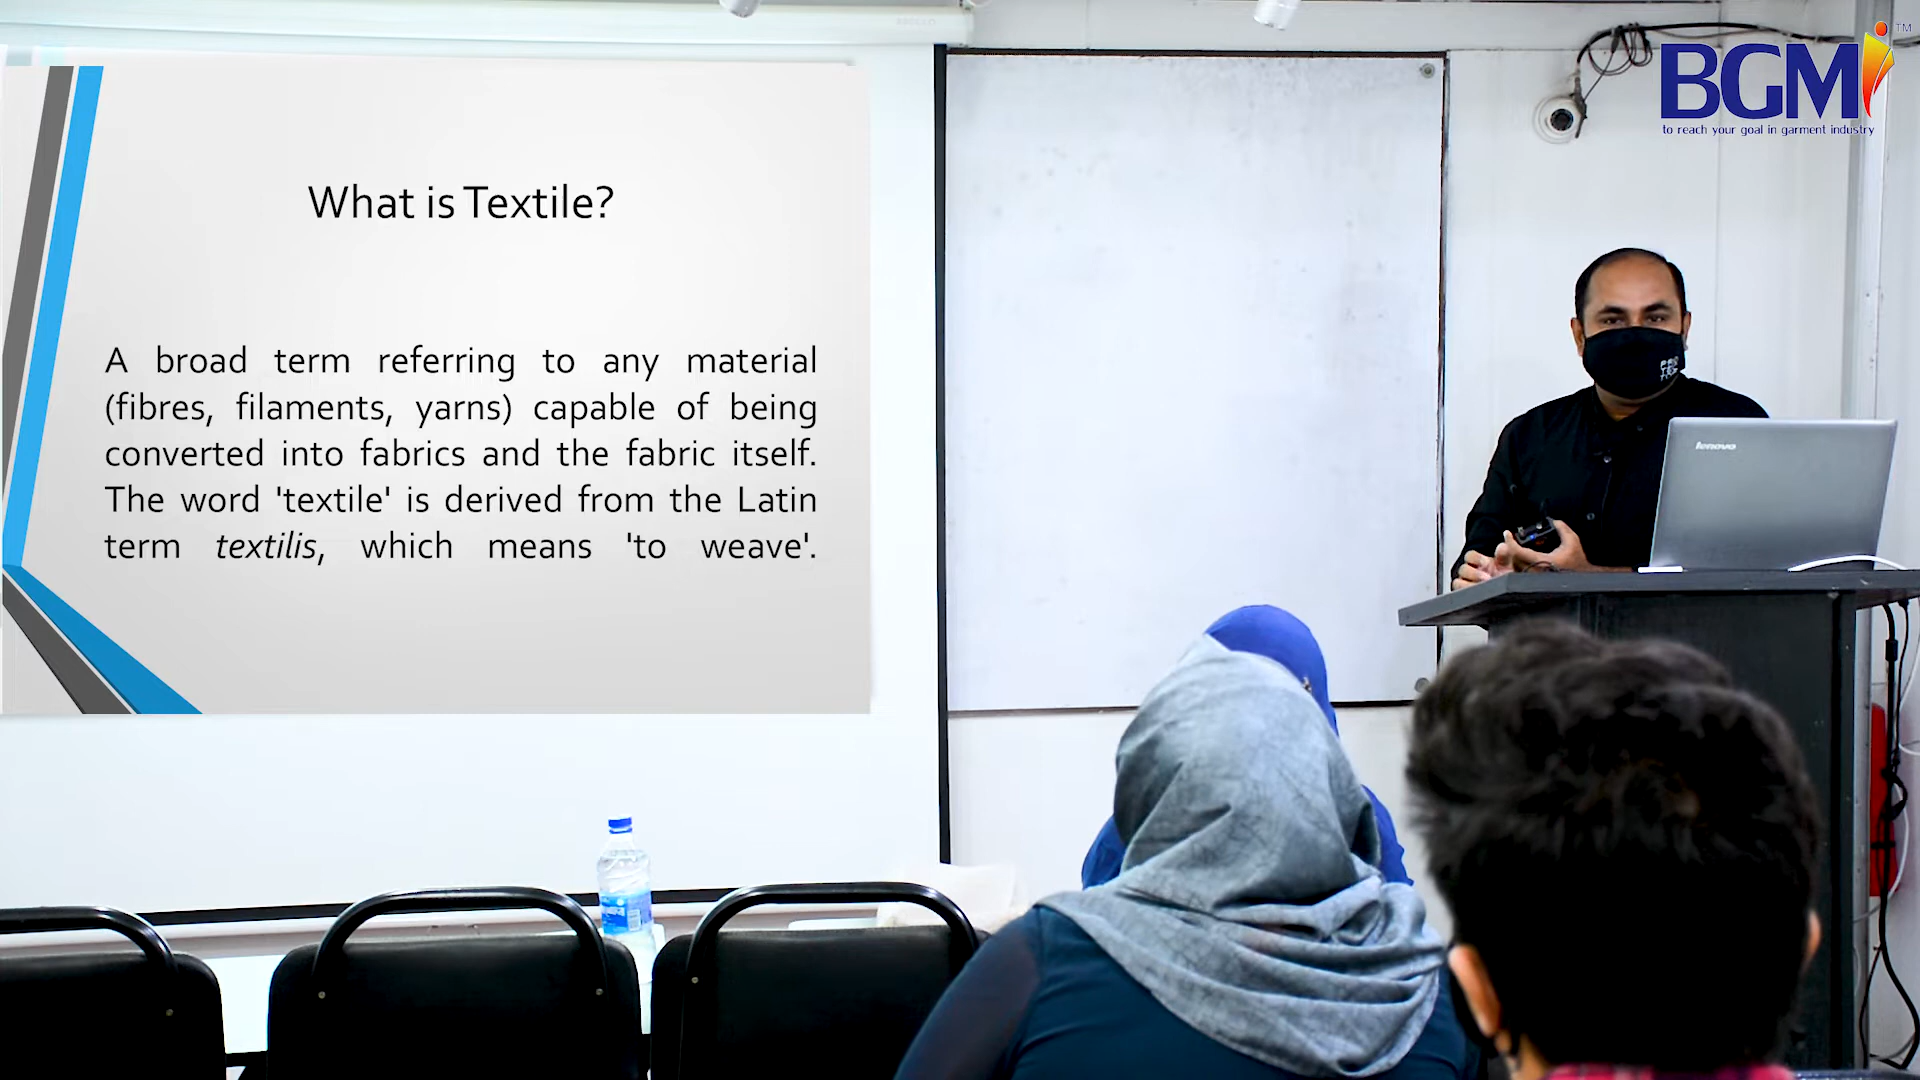 What is Textile?
A broad term referring to any material
(fibres, filaments, yarns) capable of being
converted into fabrics and the fabric itself.
The word 'textile' is derived from the Latin
term textilis, which means 'to weave'.
BGMi TM
to reach your goal in garment industry
lenovo